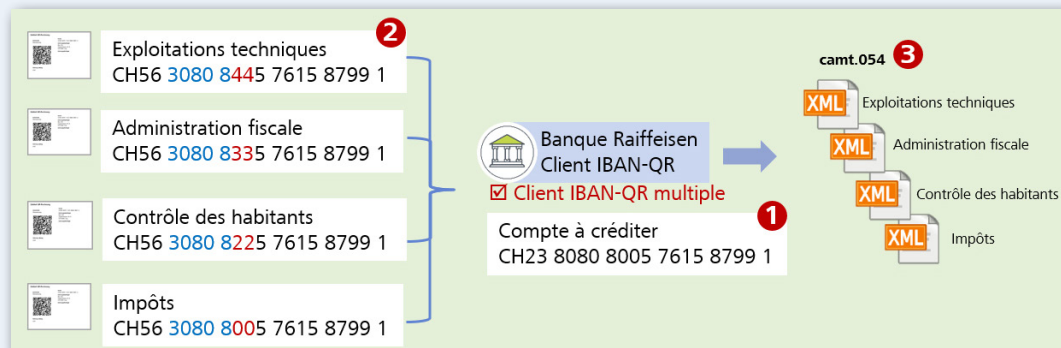 2
Exploitations techniques
CH56 3080 8445 7615 8799 1
Administration fiscale
CH56 3080 8335 7615 8799 1
Contrôle des habitants
CH56 3080 8225 7615 8799 1
Impôts
CH56 3080 8005 7615 8799 1
Banque Raiffeisen
Client IBAN-QR
Client IBAN-QR multiple
1
Compte à créditer
CH23 8080 8005 7615 8799 1
camt.054 3
XML Exploitations techniques
XML Administration fiscale
XML Contrôle des habitants
XML Impôts